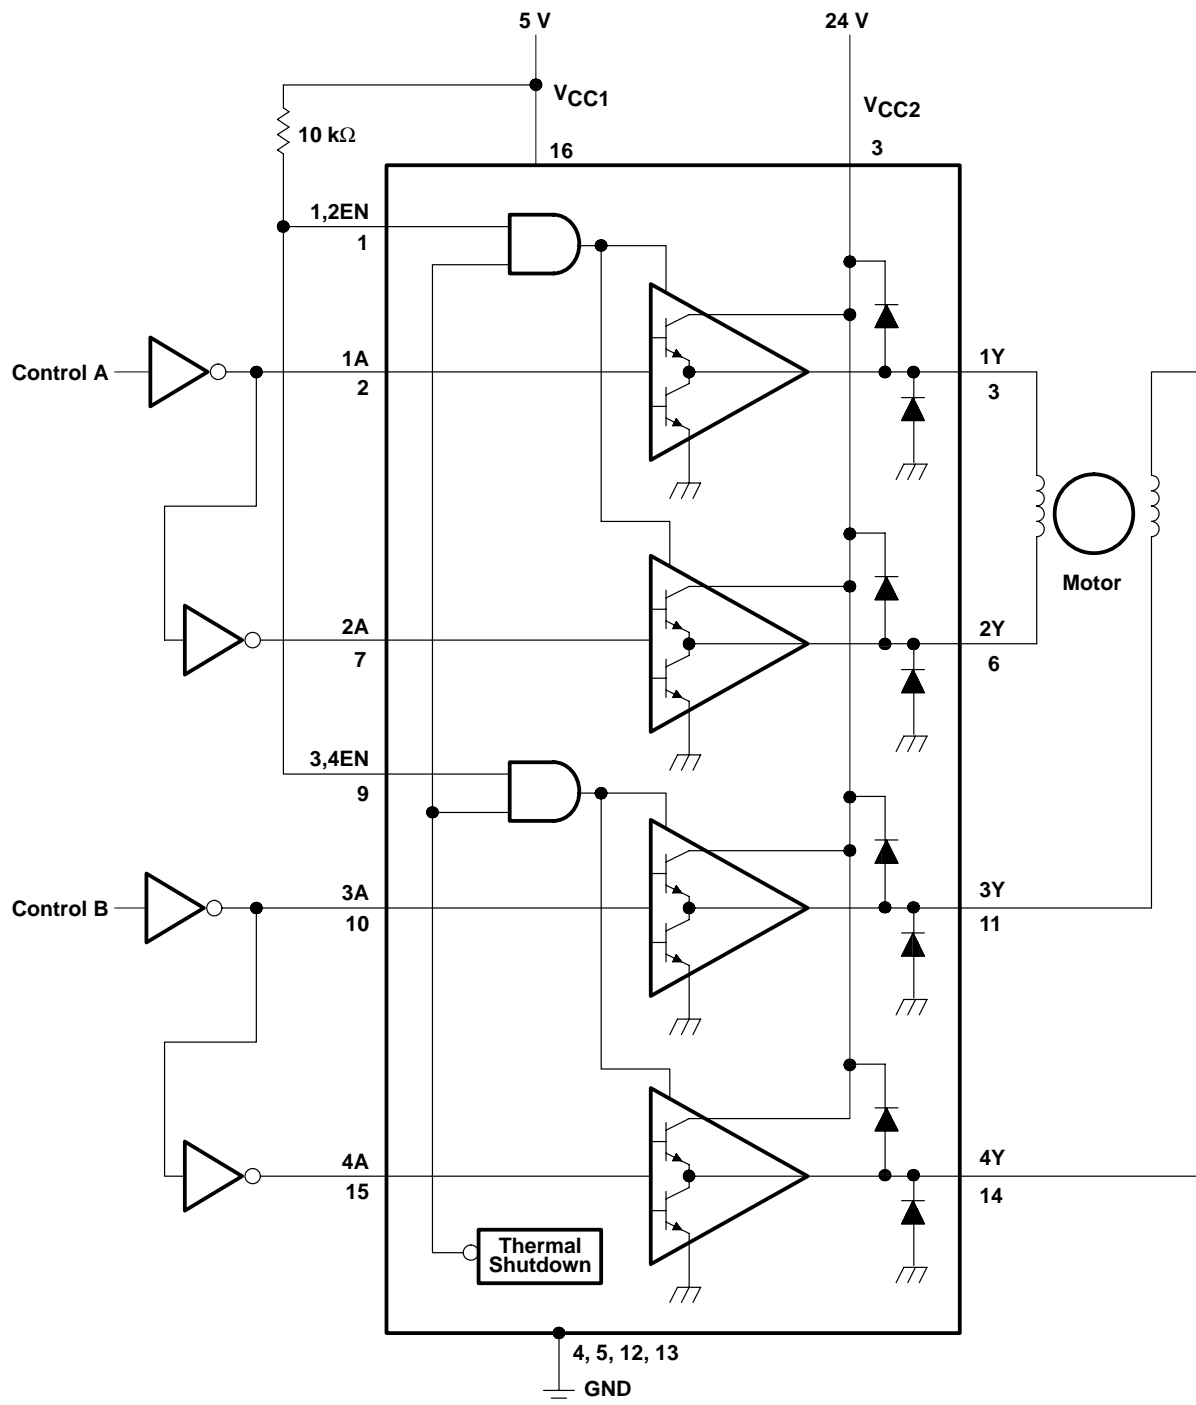 5 V
24 V
VCC1
VCC2
10 kΩ
16
3
1,2EN
1
Control A
1A
2
1Y
3
Motor
2A
7
2Y
6
3,4EN
9
Control B
3A
10
3Y
11
4A
15
4Y
14
Thermal
Shutdown
4, 5, 12, 13
GND